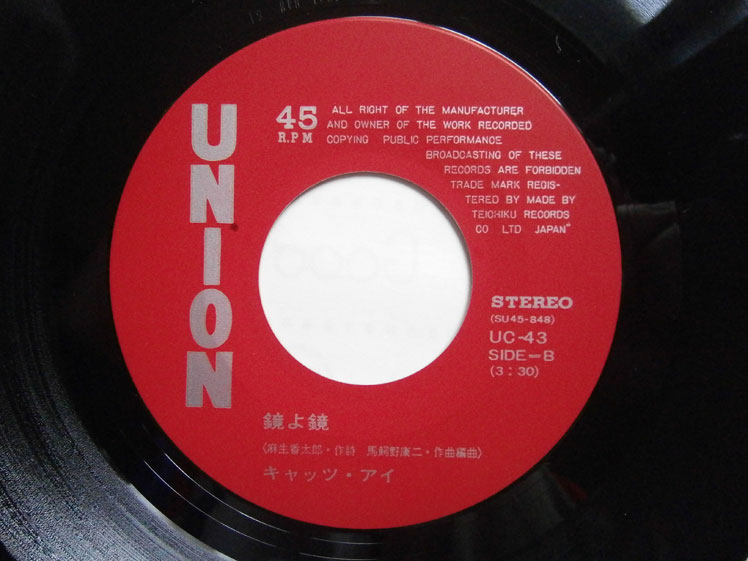 UNION
45
R.P.M
ALL RIGHT OF THE MANUFACTURER
AND OWNER OF THE WORK RECORDED
COPYING PUBLIC PERFORMANCE
BROADCASTING OF THESE
RECORDS ARE FORBIDDEN
TRADE MARK REGIS-
TERED BY MADE BY
TEICHIKU RECORDS
CO LTD JAPAN"
STEREO
(SU45-848)
UC-43
SIDE=B
(3:30)
鏡よ鏡
〈麻生香太郎・作詩 馬飼野康二・作曲編曲〉
キャッツ・アイ